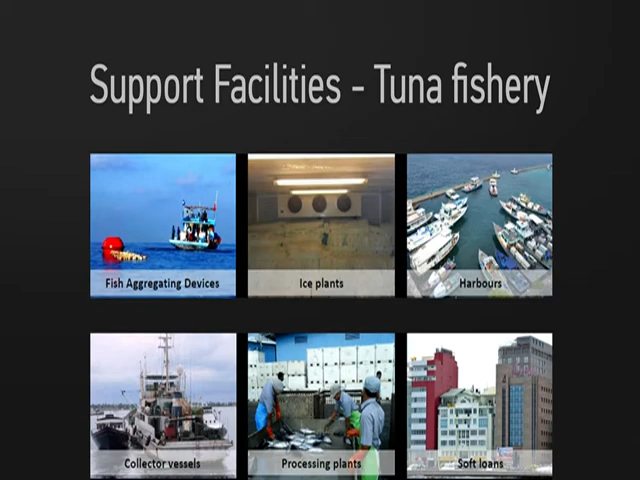 Support Facilities - Tuna fishery
Fish Aggregating Devices
Ice plants
Harbours
Collector vessels
Processing plants
Soft loans